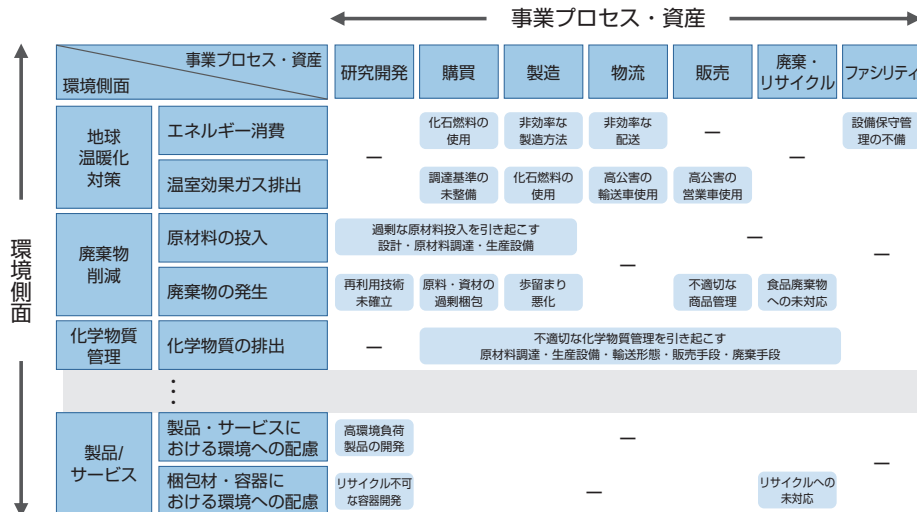 事業プロセス・資産
事業プロセス・資産
環境側面
研究開発
購買
製造
物流
販売
廃棄・
リサイクル
ファシリティ
環境側面
地球
温暖化
対策
エネルギー消費
—
化石燃料の
使用
非効率な
製造方法
非効率な
配送
—
—
設備保守管
理の不備
温室効果ガス排出
調達基準の
未整備
化石燃料の
使用
高公害の
輸送車使用
高公害の
営業車使用
廃棄物
削減
原材料の投入
過剰な原材料投入を引き起こす
設計・原材料調達・生産設備
—
—
—
廃棄物の発生
再利用技術
未確立
原料・資材の
過剰梱包
歩留まり
悪化
不適切な
商品管理
食品廃棄物
への未対応
化学物質
管理
化学物質の排出
—
不適切な化学物質管理を引き起こす
原材料調達・生産設備・輸送形態・販売手段・廃棄手段
⋮
製品/
サービス
製品・サービスに
おける環境への配慮
高環境負荷
製品の開発
—
—
梱包材・容器に
おける環境への配慮
リサイクル不可
な容器開発
—
リサイクルへの
未対応